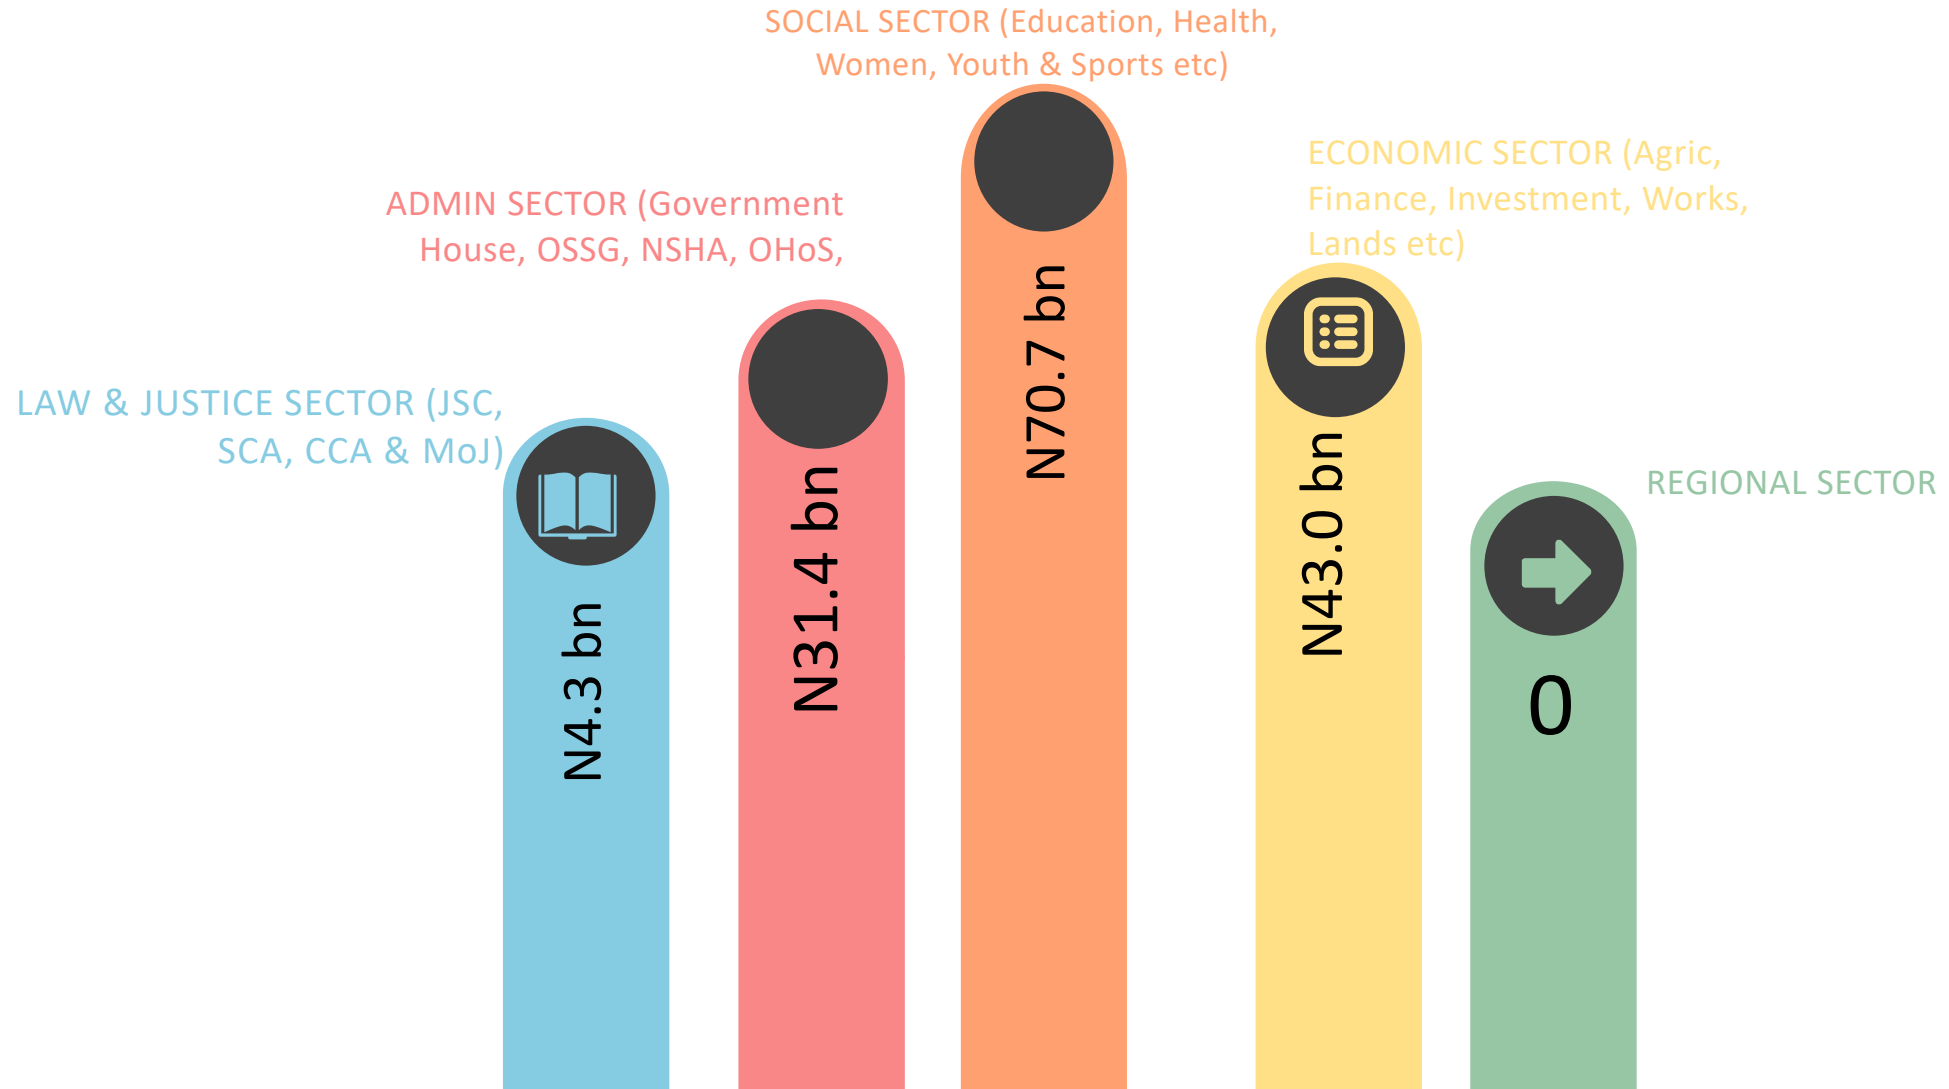 SOCIAL SECTOR (Education, Health,
Women, Youth & Sports etc)
ECONOMIC SECTOR (Agric,
Finance, Investment, Works,
Lands etc)
ADMIN SECTOR (Government
House, OSSG, NSHA, OHoS,
LAW & JUSTICE SECTOR (JSC,
SCA, CCA & MoJ)
REGIONAL SECTOR
N4.3 bn
N31.4 bn
N70.7 bn
N43.0 bn
0